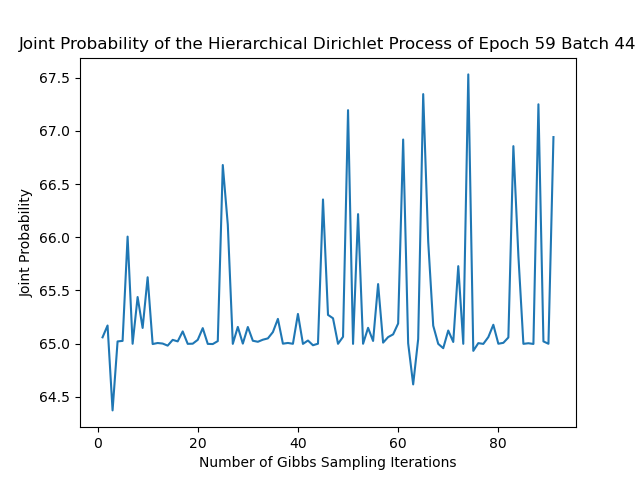 Joint Probability of the Hierarchical Dirichlet Process of Epoch 59 Batch 44
67.5
67.0
66.5
66.0
65.5
65.0
64.5
Joint Probability
0 20 40 60 80
Number of Gibbs Sampling Iterations